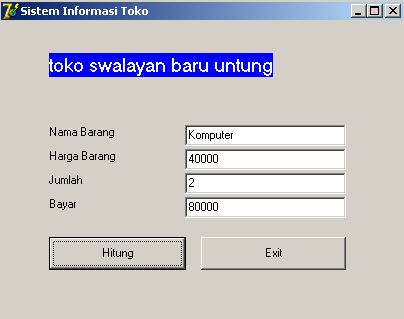 Sistem Informasi Toko
toko swalayan baru untung
Nama Barang Komputer
Harga Barang 40000
Jumlah 2
Bayar 80000
Hitung Exit